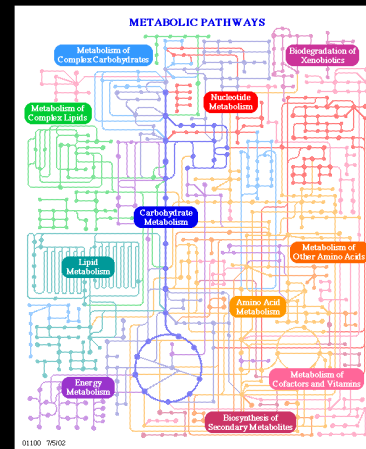 METABOLIC PATHWAYS
Metabolism of
Complex Carbohydrates
Biodegradation of
Xenobiotics
Nucleotide
Metabolism
Metabolism of
Complex Lipids
Carbohydrate
Metabolism
Metabolism of
Other Amino Acids
Lipid
Metabolism
Amino Acid
Metabolism
Metabolism of
Cofactors and Vitamins
Energy
Metabolism
Biosynthesis of
Secondary Metabolites
01100 7/5/02